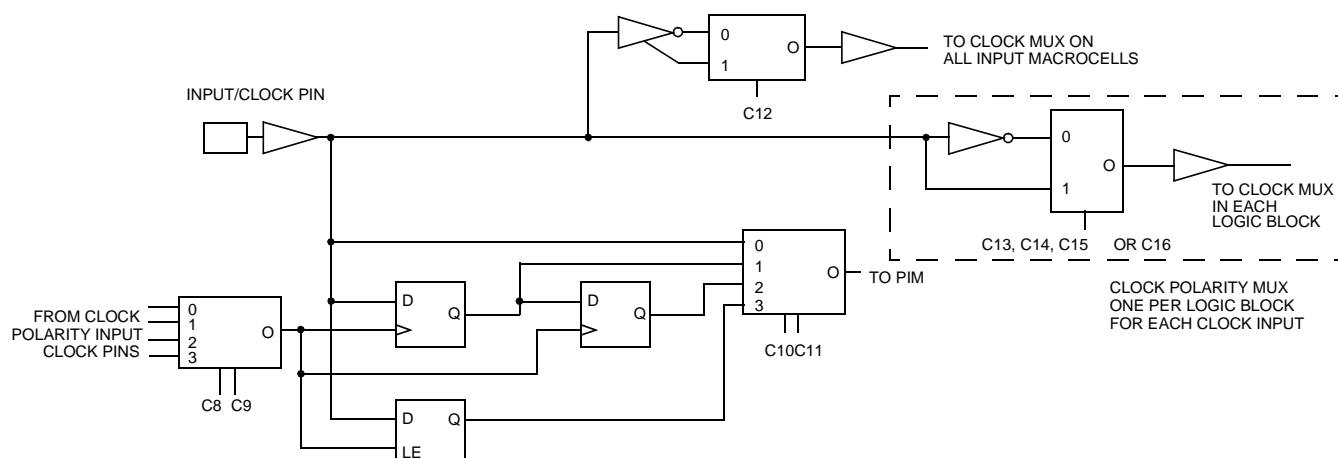 0
O
1
TO CLOCK MUX ON
ALL INPUT MACROCELLS
C12
INPUT/CLOCK PIN
0
O
1
TO CLOCK MUX
IN EACH
LOGIC BLOCK
C13, C14, C15 OR C16
0
1
O
2
3
TO PIM
C10C11
CLOCK POLARITY MUX
ONE PER LOGIC BLOCK
FOR EACH CLOCK INPUT
D
Q
D
Q
FROM CLOCK
POLARITY INPUT
CLOCK PINS
0
1
2
3
O
C8 C9
D
Q
LE